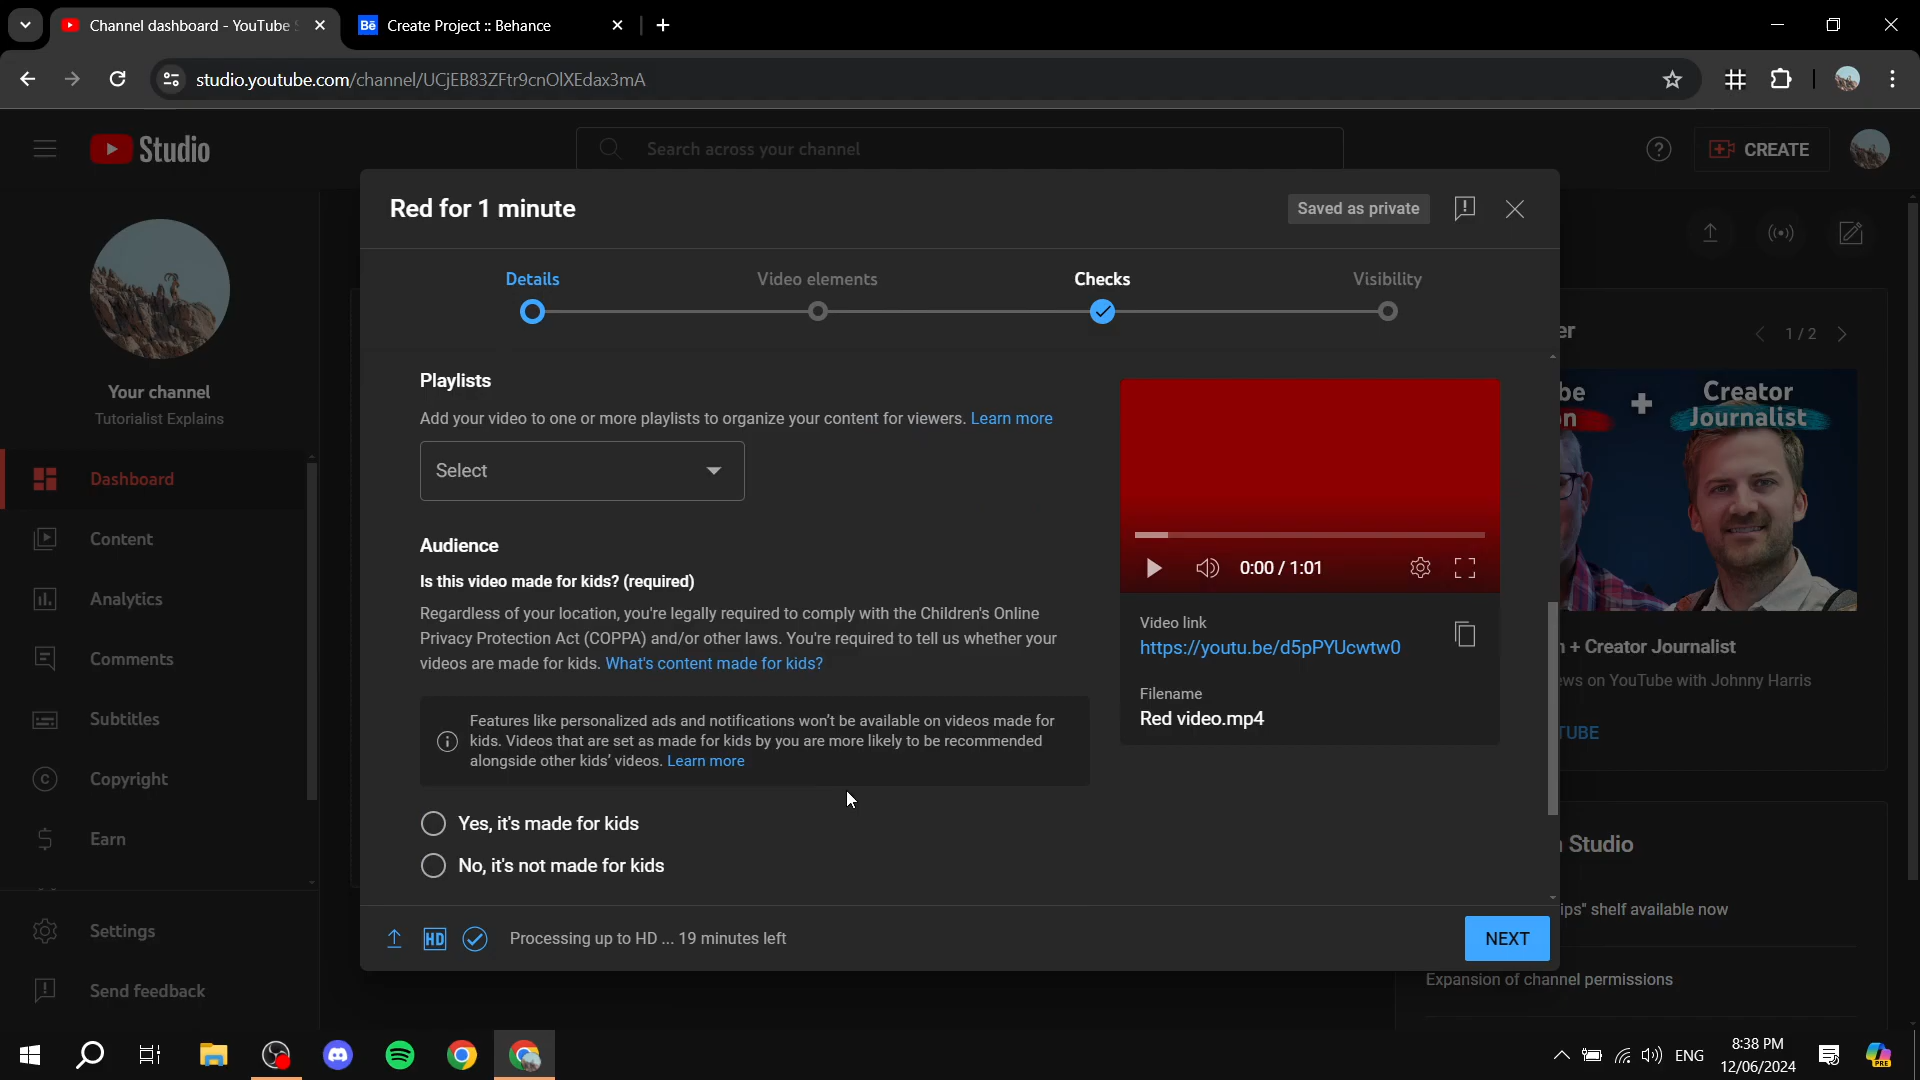 Channel dashboard - YouTube S
Bē Create Project :: Behance
studio.youtube.com/channel/UCjEB83ZFtr9cnOlXEdax3mA
Studio
Search across your channel
CREATE
Your channel
Tutorialist Explains
Dashboard
Content
Analytics
Comments
Subtitles
Copyright
Earn
Settings
Send feedback
Red for 1 minute
Saved as private
Details
Video elements
Checks
Visibility
Playlists
Add your video to one or more playlists to organize your content for viewers. Learn more
Select
Audience
Is this video made for kids? (required)
Regardless of your location, you're legally required to comply with the Children's Online
Privacy Protection Act (COPPA) and/or other laws. You're required to tell us whether your
videos are made for kids. What's content made for kids?
Features like personalized ads and notifications won't be available on videos made for
kids. Videos that are set as made for kids by you are more likely to be recommended
alongside other kids' videos. Learn more
Yes, it's made for kids
No, it's not made for kids
0:00 / 1:01
Video link
https://youtu.be/d5pPYUcwtw0
Filename
Red video.mp4
HD
Processing up to HD ... 19 minutes left
NEXT
er
1 / 2
be + Creator
on Journalist
n + Creator Journalist
ws on YouTube with Johnny Harris
TUBE
Studio
ips" shelf available now
Expansion of channel permissions
ENG
8:38 PM
12/06/2024
PRE